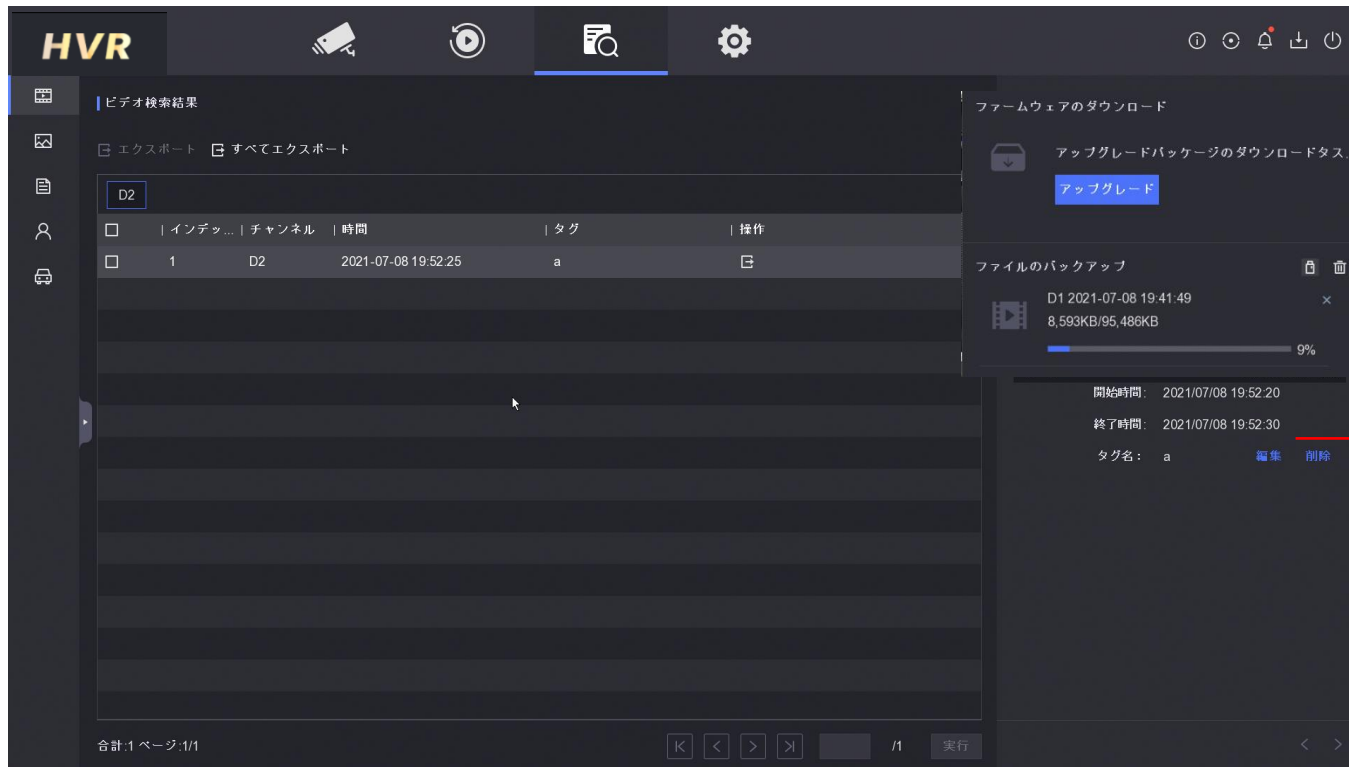 HVR
ビデオ検索結果
エクスポート すべてエクスポート
D2
インデッ... チャンネル 時間 タグ 操作
1 D2 2021-07-08 19:52:25 a
合計:1 ページ:1/1
/1 実行
ファームウェアのダウンロード
アップグレードパッケージのダウンロードタス.
アップグレード
ファイルのバックアップ
D1 2021-07-08 19:41:49
8,593KB/95,486KB
9%
開始時間: 2021/07/08 19:52:20
終了時間: 2021/07/08 19:52:30
タグ名: a 編集 削除